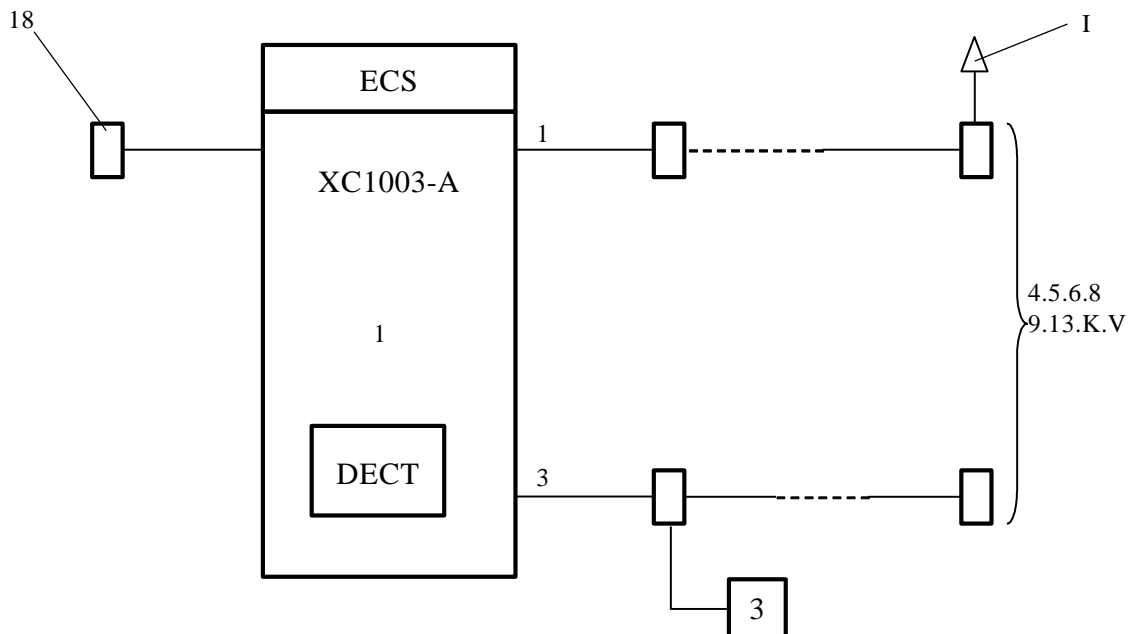 18
I
ECS
1
XC1003-A
4.5.6.8
9.13.K.V
1
DECT
3
3